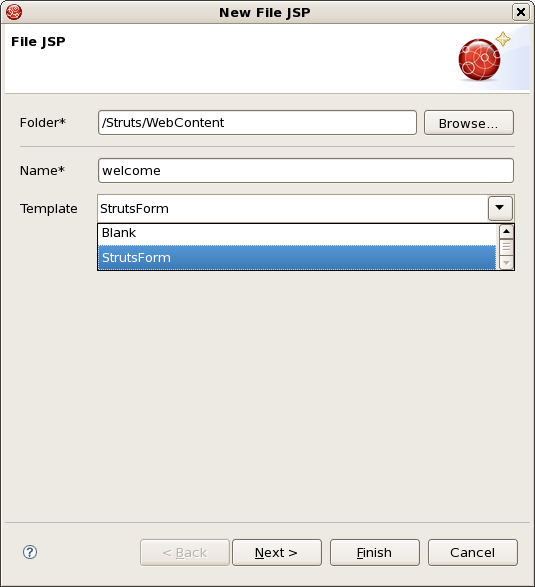 New File JSP
File JSP
Folder* /Struts/WebContent Browse...
Name* welcome
Template StrutsForm
Blank
StrutsForm
? < Back Next > Finish Cancel